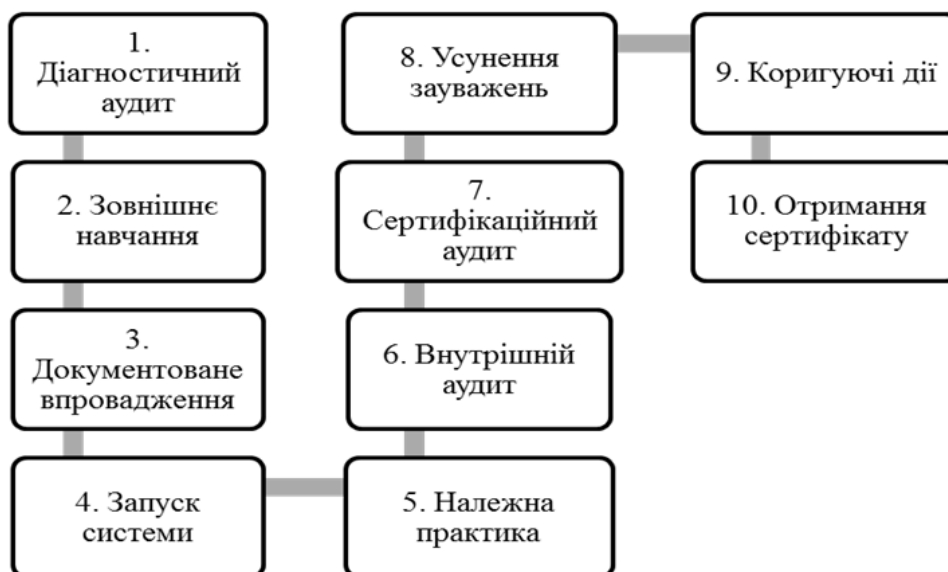 1.
Діагностичний
аудит
2. Зовнішнє
навчання
3.
Документоване
впровадження
4. Запуск
системи
5. Належна
практика
6. Внутрішній
аудит
7.
Сертифікаційний
аудит
8. Усунення
зауважень
9. Коригуючі дії
10. Отримання
сертифікату